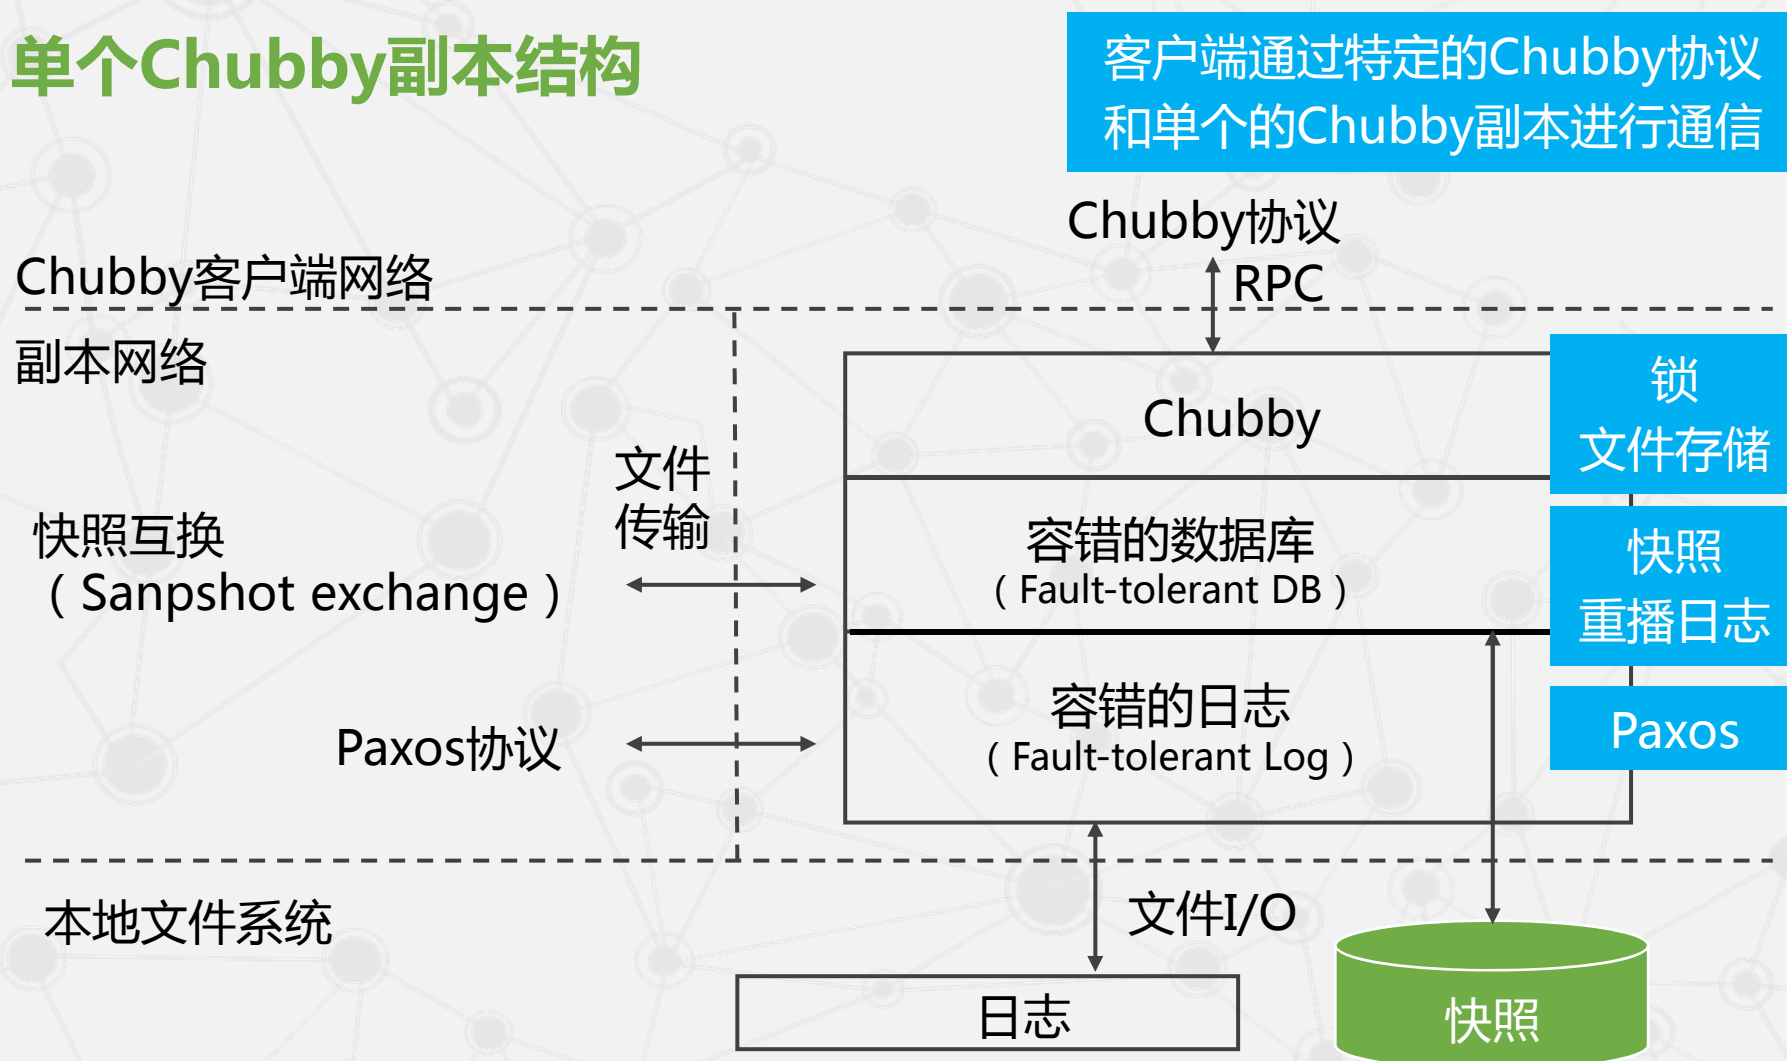 单个Chubby副本结构
客户端通过特定的Chubby协议
和单个的Chubby副本进行通信
Chubby协议
RPC
Chubby客户端网络
副本网络
Chubby
锁
文件存储
文件
传输
快照互换
（Sanpshot exchange）
容错的数据库
（Fault-tolerant DB）
快照
重播日志
Paxos协议
容错的日志
（Fault-tolerant Log）
Paxos
本地文件系统
文件I/O
日志
快照